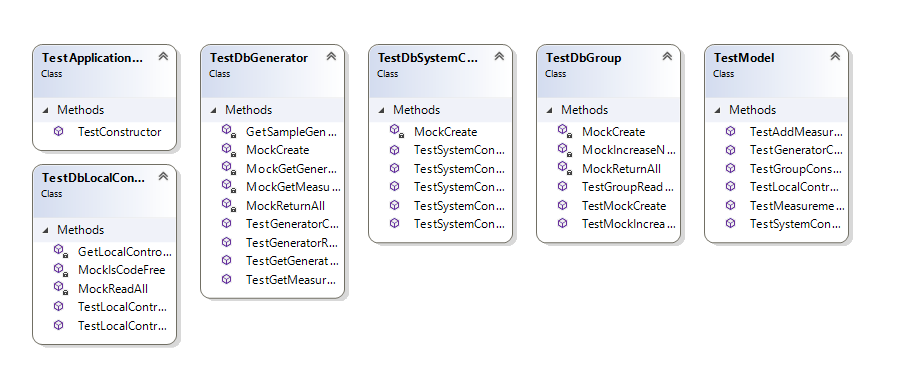 TestApplication...
Class
Methods
TestConstructor
TestDbLocalCon...
Class
Methods
GetLocalContro...
MockIsCodeFree
MockReadAll
TestLocalContr...
TestLocalContr...
TestDbGenerator
Class
Methods
GetSampleGen...
MockCreate
MockGetGener...
MockGetMeasu...
MockReturnAll
TestGeneratorC...
TestGeneratorR...
TestGetGenerat...
TestGetMeasur...
TestDbSystemC...
Class
Methods
MockCreate
TestSystemCon...
TestSystemCon...
TestSystemCon...
TestSystemCon...
TestSystemCon...
TestDbGroup
Class
Methods
MockCreate
MockIncreaseN...
MockReturnAll
TestGroupRead...
TestMockCreate
TestMockIncrea...
TestModel
Class
Methods
TestAddMeasur...
TestGeneratorC...
TestGroupCons...
TestLocalContr...
TestMeasureme...
TestSystemCon...